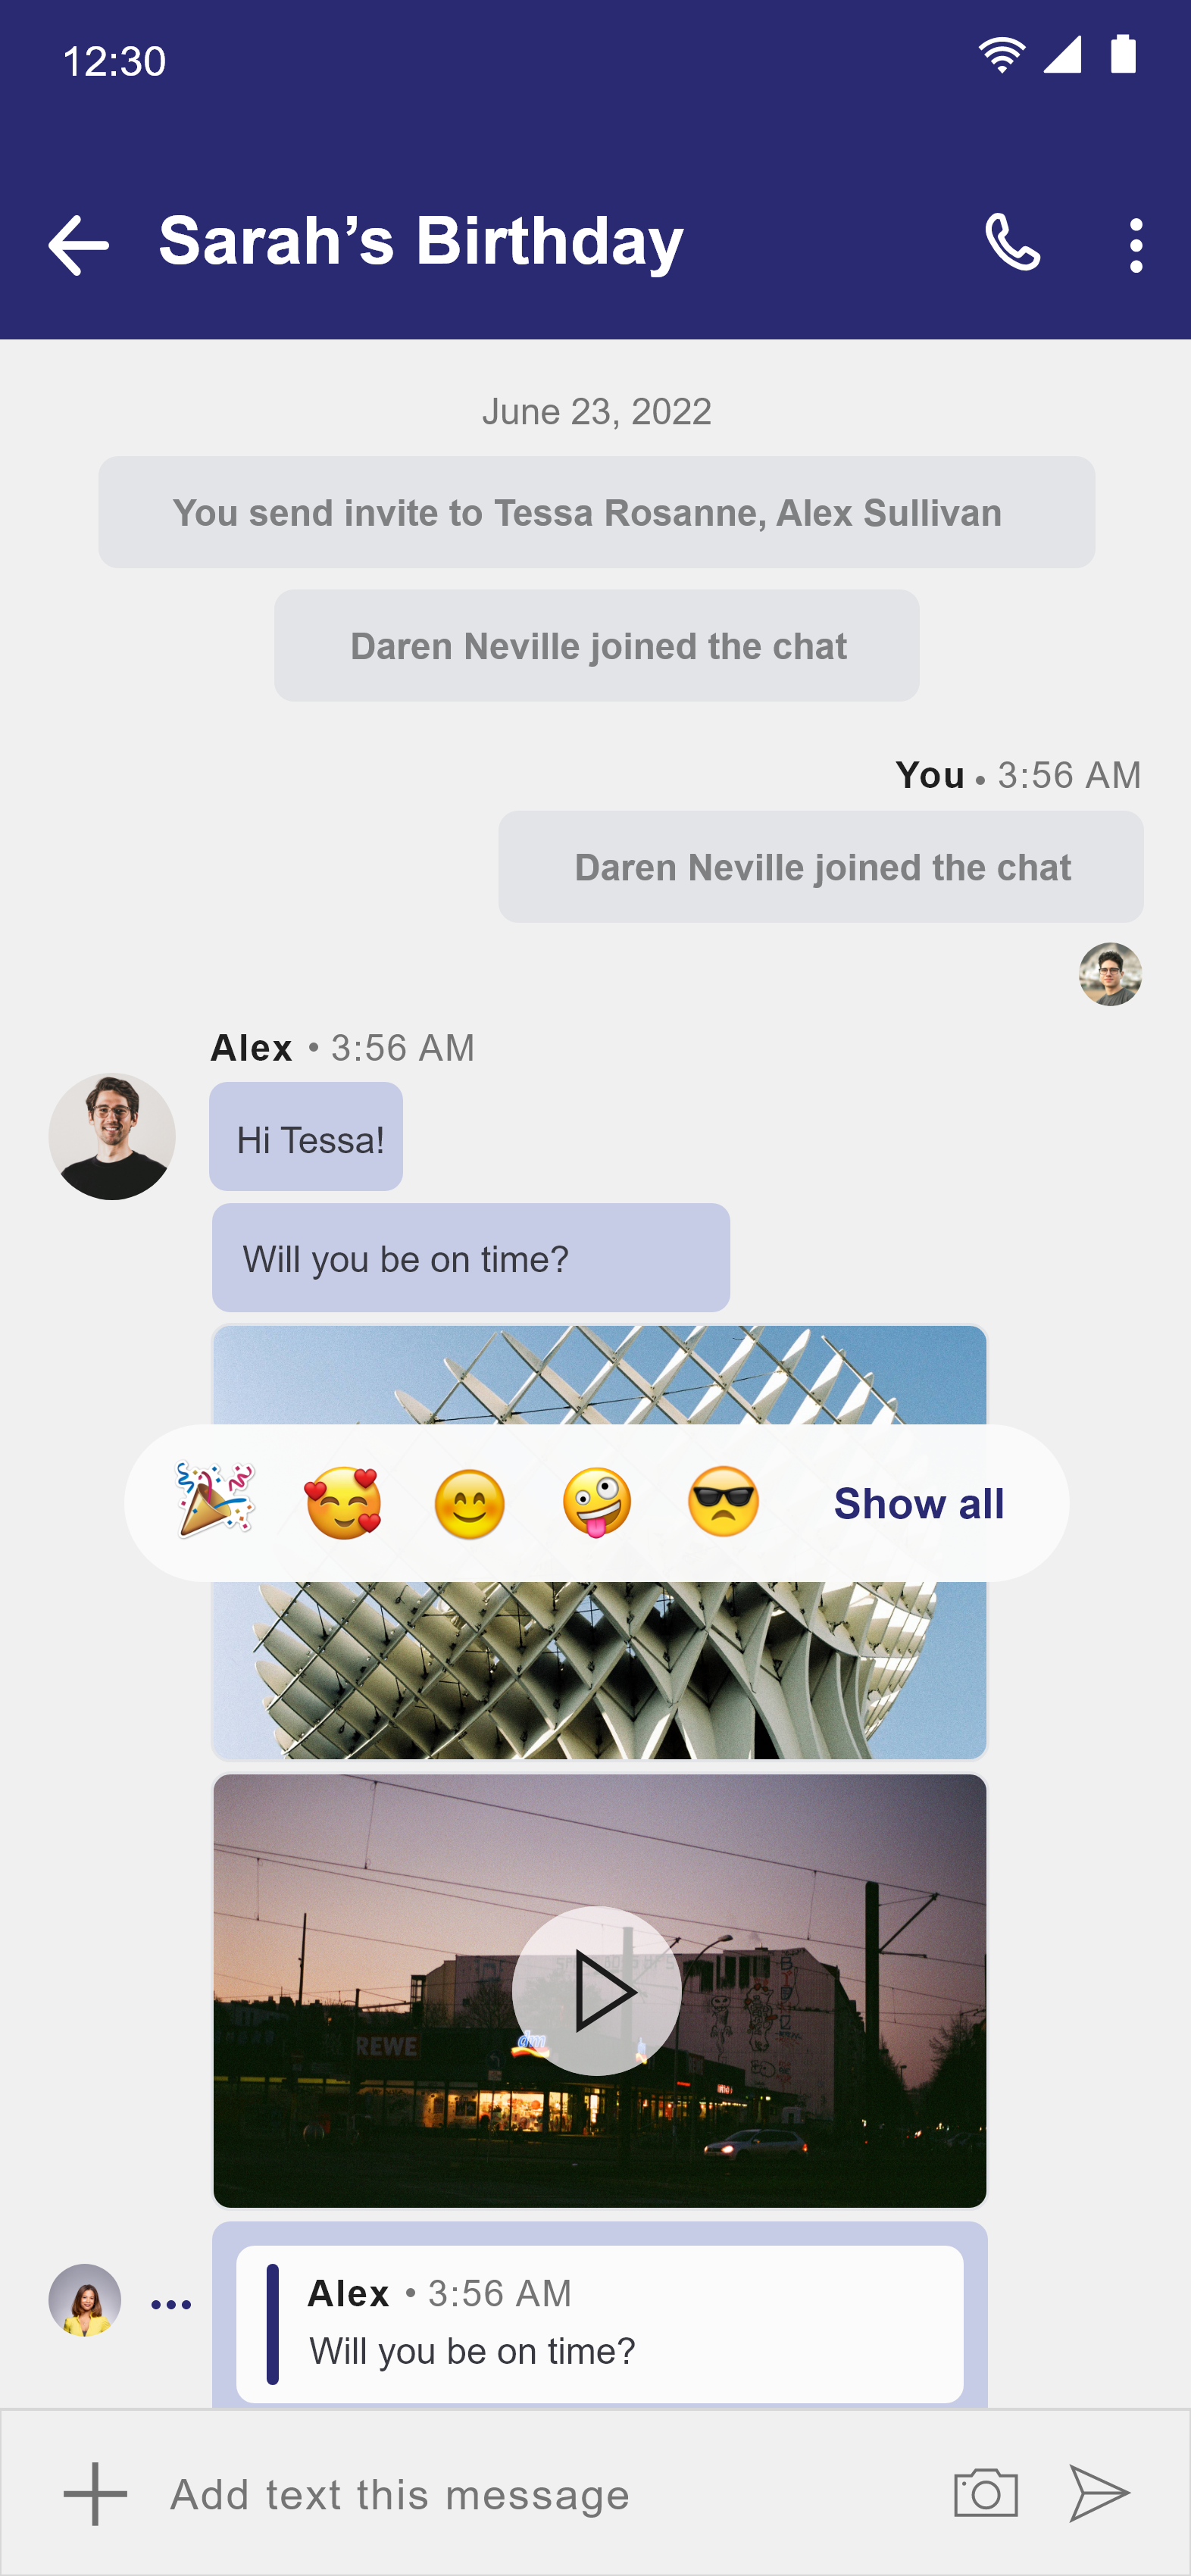 12:30
Sarah’s Birthday
June 23, 2022
You send invite to Tessa Rosanne, Alex Sullivan
Daren Neville joined the chat
You • 3:56 AM
Daren Neville joined the chat
Alex • 3:56 AM
Hi Tessa!
Will you be on time?
Show all
REWE
dm
Alex • 3:56 AM
Will you be on time?
Add text this message